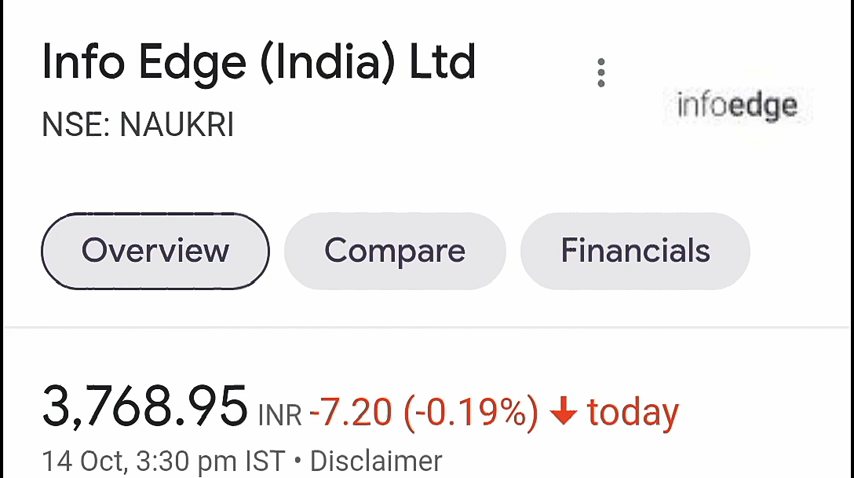 Info Edge (India) Ltd
infoedge
NSE: NAUKRI
Overview Compare Financials
3,768.95 INR -7.20 (-0.19%) ↓ today
14 Oct, 3:30 pm IST • Disclaimer